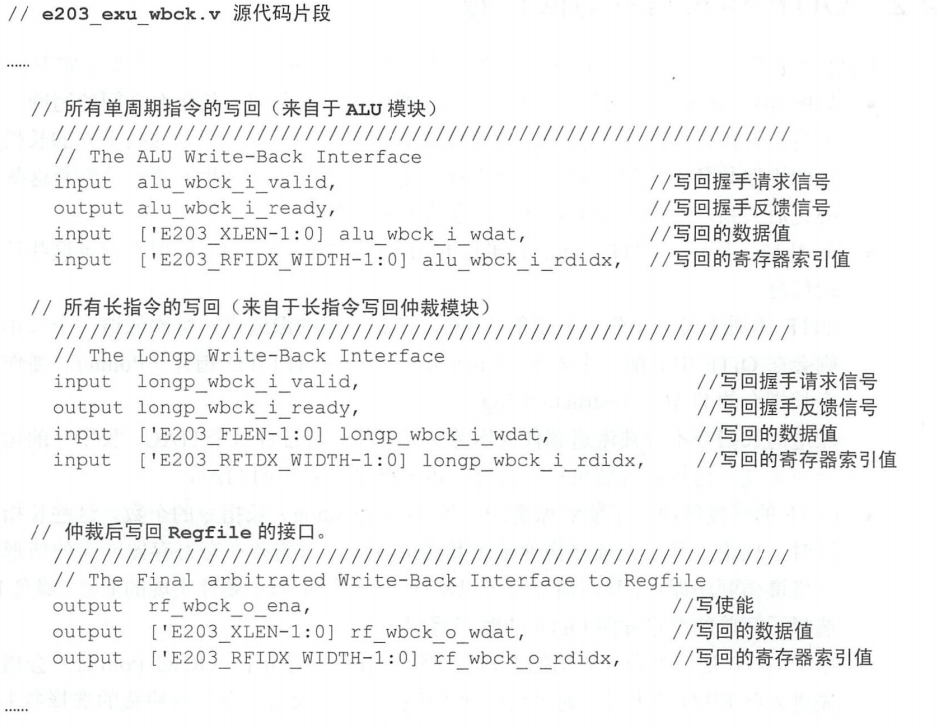 // e203_exu_wbck.v 源代码片段
……
// 所有单周期指令的写回（来自于 ALU 模块）
//////////////////////////////////////////////////////////////
// The ALU Write-Back Interface
input  alu_wbck_i_valid, //写回握手请求信号
output alu_wbck_i_ready, //写回握手反馈信号
input  ['E203_XLEN-1:0] alu_wbck_i_wdat, //写回的数据值
input  ['E203_RFIDX_WIDTH-1:0] alu_wbck_i_rdidx, //写回的寄存器索引值
// 所有长指令的写回（来自于长指令写回仲裁模块）
//////////////////////////////////////////////////////////////
// The Longp Write-Back Interface
input  longp_wbck_i_valid, //写回握手请求信号
output longp_wbck_i_ready, //写回握手反馈信号
input  ['E203_FLEN-1:0] longp_wbck_i_wdat, //写回的数据值
input  ['E203_RFIDX_WIDTH-1:0] longp_wbck_i_rdidx, //写回的寄存器索引值
// 仲裁后写回 Regfile 的接口。
//////////////////////////////////////////////////////////////
// The Final arbitrated Write-Back Interface to Regfile
output  rf_wbck_o_ena, //写使能
output  ['E203_XLEN-1:0] rf_wbck_o_wdat, //写回的数据值
output  ['E203_RFIDX_WIDTH-1:0] rf_wbck_o_rdidx, //写回的寄存器索引值
……